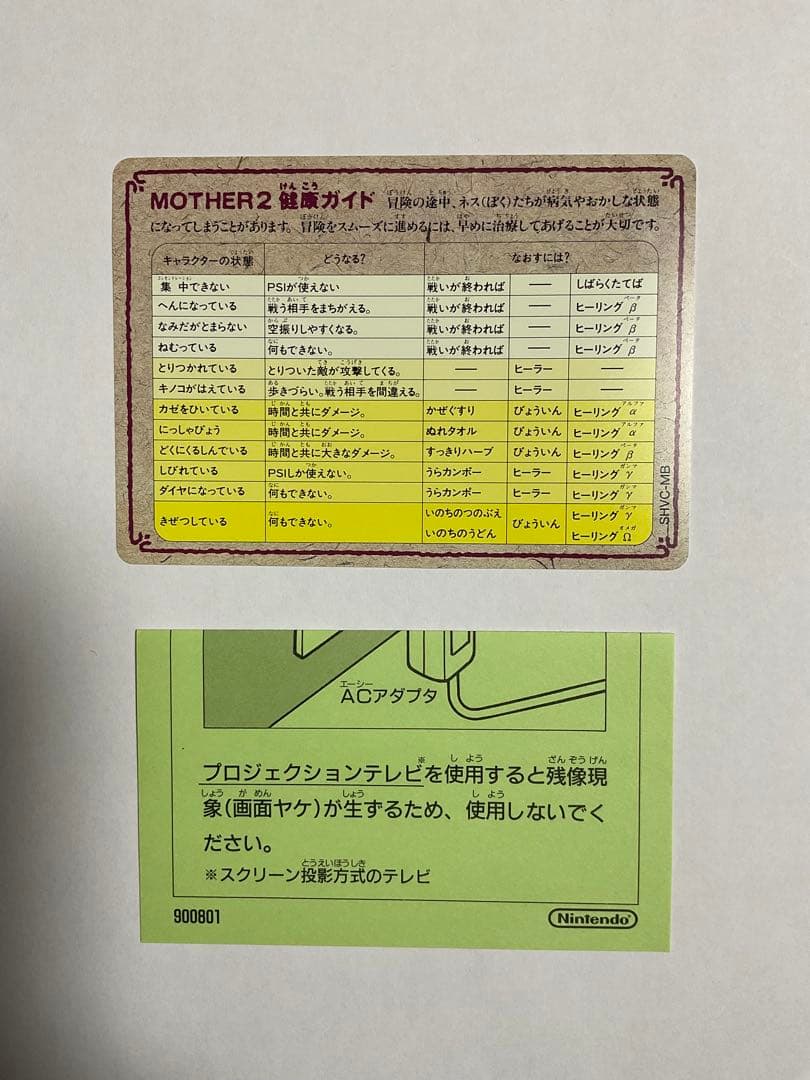 MOTHER2 健康ガイド 冒険の途中、ネス(ぼく)たちが病気やおかしな状態
になってしまうことがあります。冒険をスムーズに進めるには、早めに治療してあげることが大切です。
キャラクターの状態 どうなる? なおすには?
集中できない PSIが使えない 戦いが終われば — しばらくたてば
へんになっている 戦う相手をまちがえる。 戦いが終われば — ヒーリングβ
なみだがとまらない 空振りしやすくなる。 戦いが終われば — ヒーリングβ
ねむっている 何もできない。 戦いが終われば — ヒーリングβ
とりつかれている とりついた敵が攻撃してくる。 — ヒーラー —
キノコがはえている 歩きづらい。戦う相手を間違える。 — ヒーラー —
カゼをひいている 時間と共にダメージ。 かぜぐすり びょういん ヒーリングα
にっしゃびょう 時間と共にダメージ。 ぬれタオル びょういん ヒーリングα
どくにくるしんでいる 時間と共に大きなダメージ。 すっきりハーブ びょういん ヒーリングβ
しびれている PSIしか使えない。 うらカンポー ヒーラー ヒーリングγ
ダイヤになっている 何もできない。 うらカンポー ヒーラー ヒーリングγ
きぜつしている 何もできない。 いのちのつのぶえ びょういん ヒーリングγ
いのちのうどん ヒーリングΩ
SHVC-MB
エーシー
ACアダプタ
プロジェクションテレビ※を使用すると残像現
象(画面ヤケ)が生ずるため、使用しないでく
ださい。
※スクリーン投影方式のテレビ
900801 Nintendo